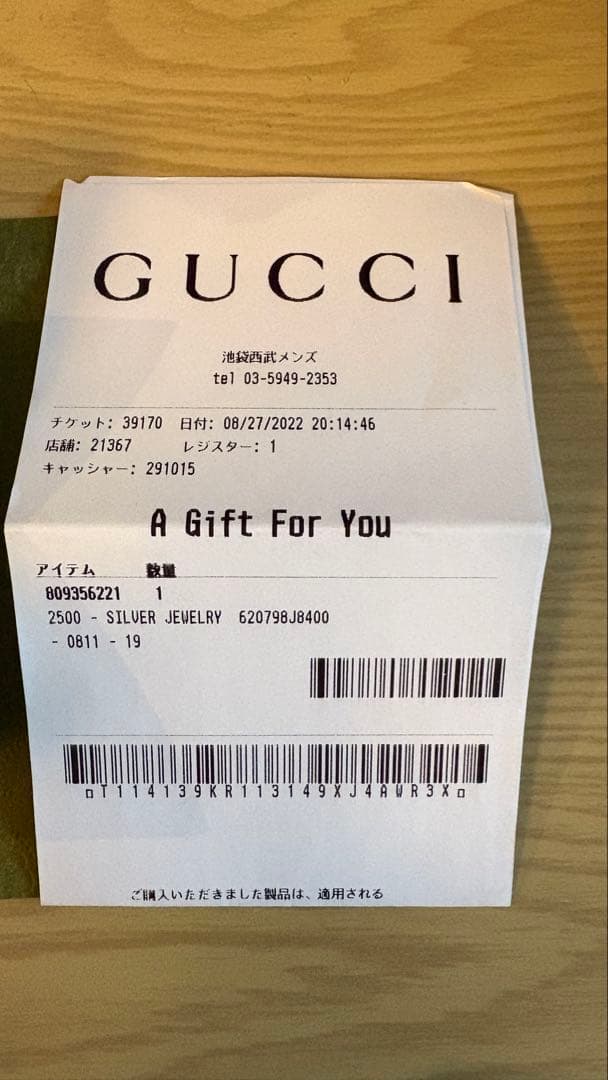 GUCCI
池袋西武メンズ
tel 03-5949-2353
チケット: 39170 日付: 08/27/2022 20:14:46
店舗: 21367 レジスター: 1
キャッシャー: 291015
A Gift For You
アイテム 数量
809356221 1
2500 - SILVER JEWELRY 620798J8400
- 0811 - 19
¤T114139KR113149XJ4AWR3X¤
ご購入いただきました製品は、適用される